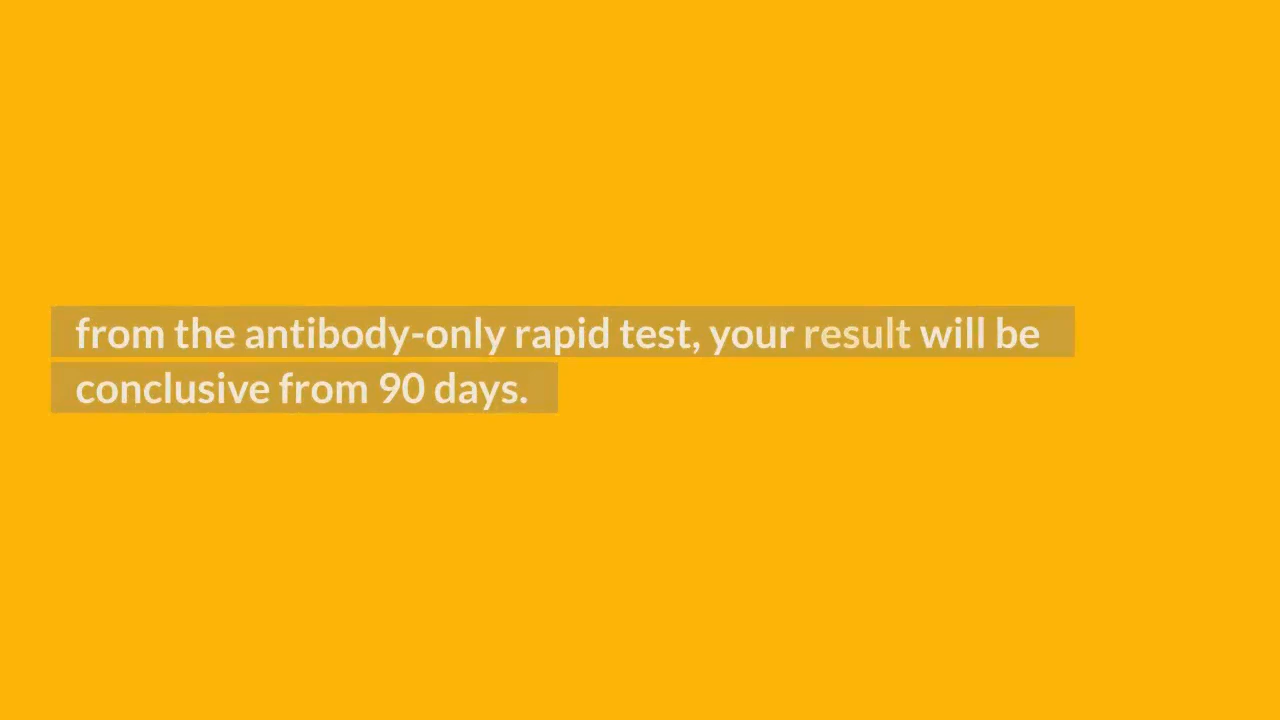 from the antibody-only rapid test, your result will be
conclusive from 90 days.